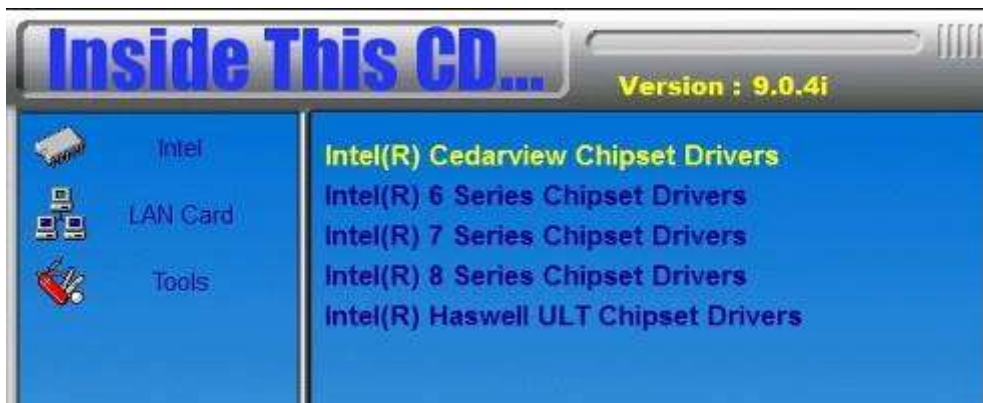 Inside This CD...
Version : 9.0.4i
Intel
LAN Card
Tools
Intel(R) Cedarview Chipset Drivers
Intel(R) 6 Series Chipset Drivers
Intel(R) 7 Series Chipset Drivers
Intel(R) 8 Series Chipset Drivers
Intel(R) Haswell ULT Chipset Drivers